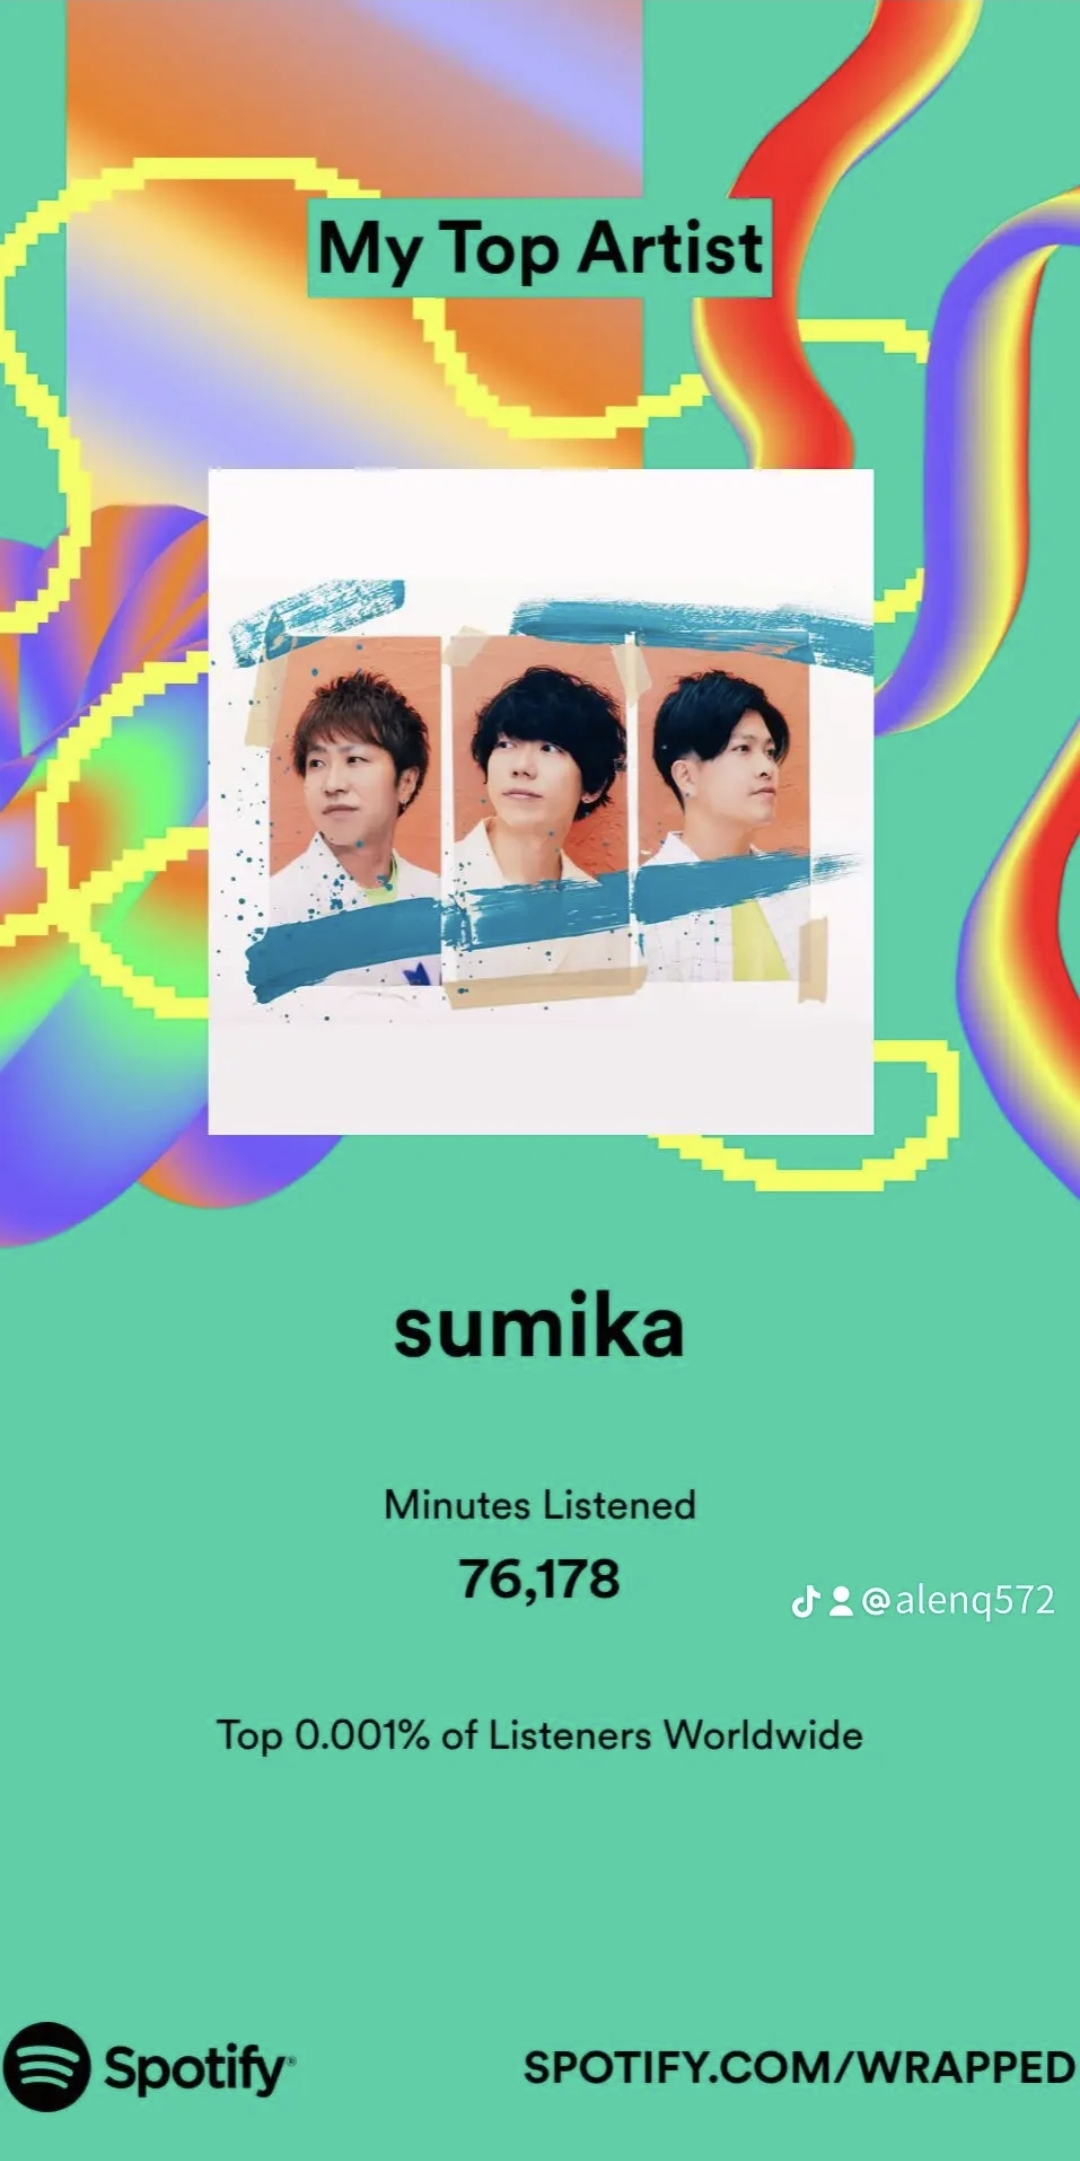 My Top Artist
sumika
Minutes Listened
76,178
@alenq572
Top 0.001% of Listeners Worldwide
Spotify®
SPOTIFY.COM/WRAPPED